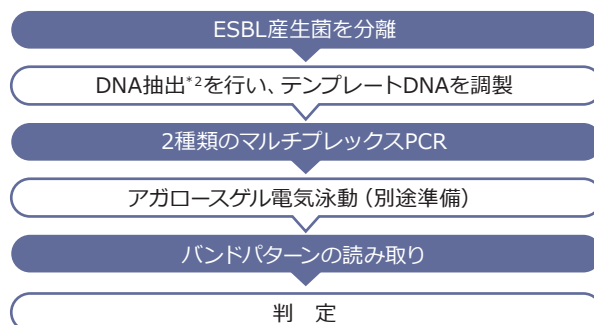 ESBL産生菌を分離
DNA抽出*2を行い、テンプレートDNAを調製
2種類のマルチプレックスPCR
アガロースゲル電気泳動（別途準備）
バンドパターンの読み取り
判　定